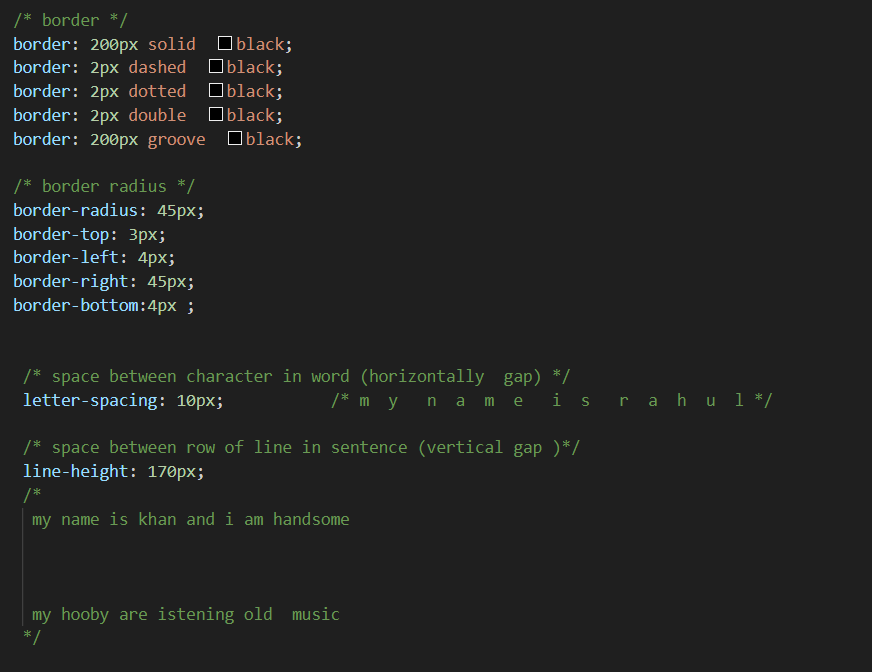 /* border */
border: 200px solid black;
border: 2px dashed black;
border: 2px dotted black;
border: 2px double black;
border: 200px groove black;
/* border radius */
border-radius: 45px;
border-top: 3px;
border-left: 4px;
border-right: 45px;
border-bottom:4px ;
/* space between character in word (horizontally  gap) */
letter-spacing: 10px;           /* m  y   n  a  m  e   i  s   r  a  h  u  l */
/* space between row of line in sentence (vertical gap )*/
line-height: 170px;
/*
my name is khan and i am handsome
my hooby are istening old  music
*/